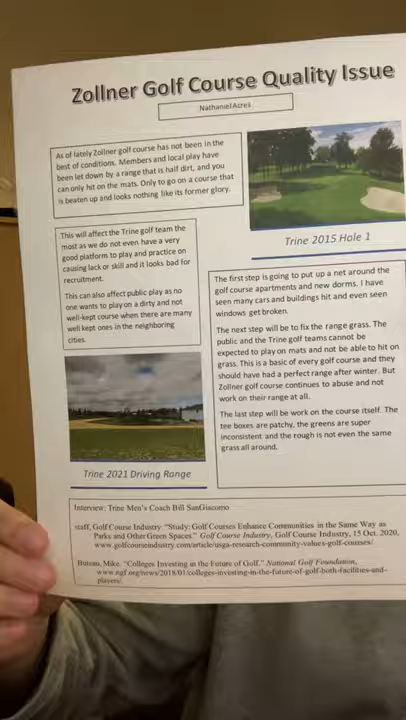 Zollner Golf Course Quality Issue
Nathaniel Acres
As of lately Zollner golf course has not been in the
best of conditions. Members and local play have
been let down by a range that is half dirt, and you
can only hit on the mats. Only to go on a course that
is beaten up and looks nothing like its former glory.
Trine 2015 Hole 1
This will affect the Trine golf team the
most as we do not even have a very
good platform to play and practice on
causing lack or skill and it looks bad for
recruitment.
This can also affect public play as no
one wants to play on a dirty and not
well-kept course when there are many
well kept ones in the neighboring
cities.
Trine 2021 Driving Range
The first step is going to put up a net around the
golf course apartments and new dorms. I have
seen many cars and buildings hit and even seen
windows get broken.
The next step will be to fix the range grass. The
public and the Trine golf teams cannot be
expected to play on mats and not be able to hit on
grass. This is a basic of every golf course and they
should have had a perfect range after winter. But
Zollner golf course continues to abuse and not
work on their range at all.
The last step will be work on the course itself. The
tee boxes are patchy, the greens are super
inconsistent and the rough is not even the same
grass all around.
Interview: Trine Men's Coach Bill SanGiacomo
staff, Golf Course Industry "Study: Golf Courses Enhance Communities in the Same Way as
Parks and Other Green Spaces." Golf Course Industry, Golf Course Industry, 15 Oct. 2020,
www.golfcourseindustry.com/article/usga-research-community-values-golf-courses/
Mike. "Colleges Investing in the Future of Golf." National Golf Foundation,
www.ngf.org/news/2018/01/colleges-investing-in-the-future-of-golf-both-facilities-and-
players/.